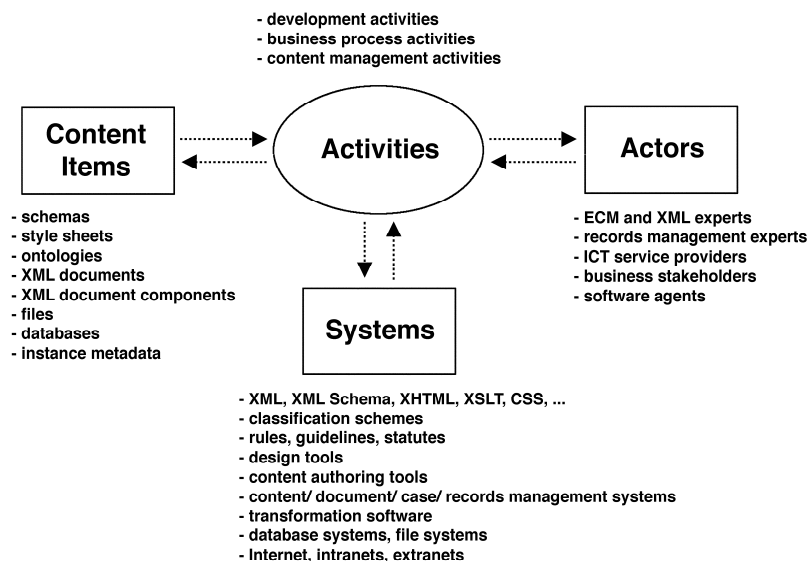 - development activities
- business process activities
- content management activities
Content
Items
Activities
Actors
- schemas
- style sheets
- ontologies
- XML documents
- XML document components
- files
- databases
- instance metadata
- ECM and XML experts
- records management experts
- ICT service providers
- business stakeholders
- software agents
Systems
- XML, XML Schema, XHTML, XSLT, CSS, ...
- classification schemes
- rules, guidelines, statutes
- design tools
- content authoring tools
- content/ document/ case/ records management systems
- transformation software
- database systems, file systems
- Internet, intranets, extranets